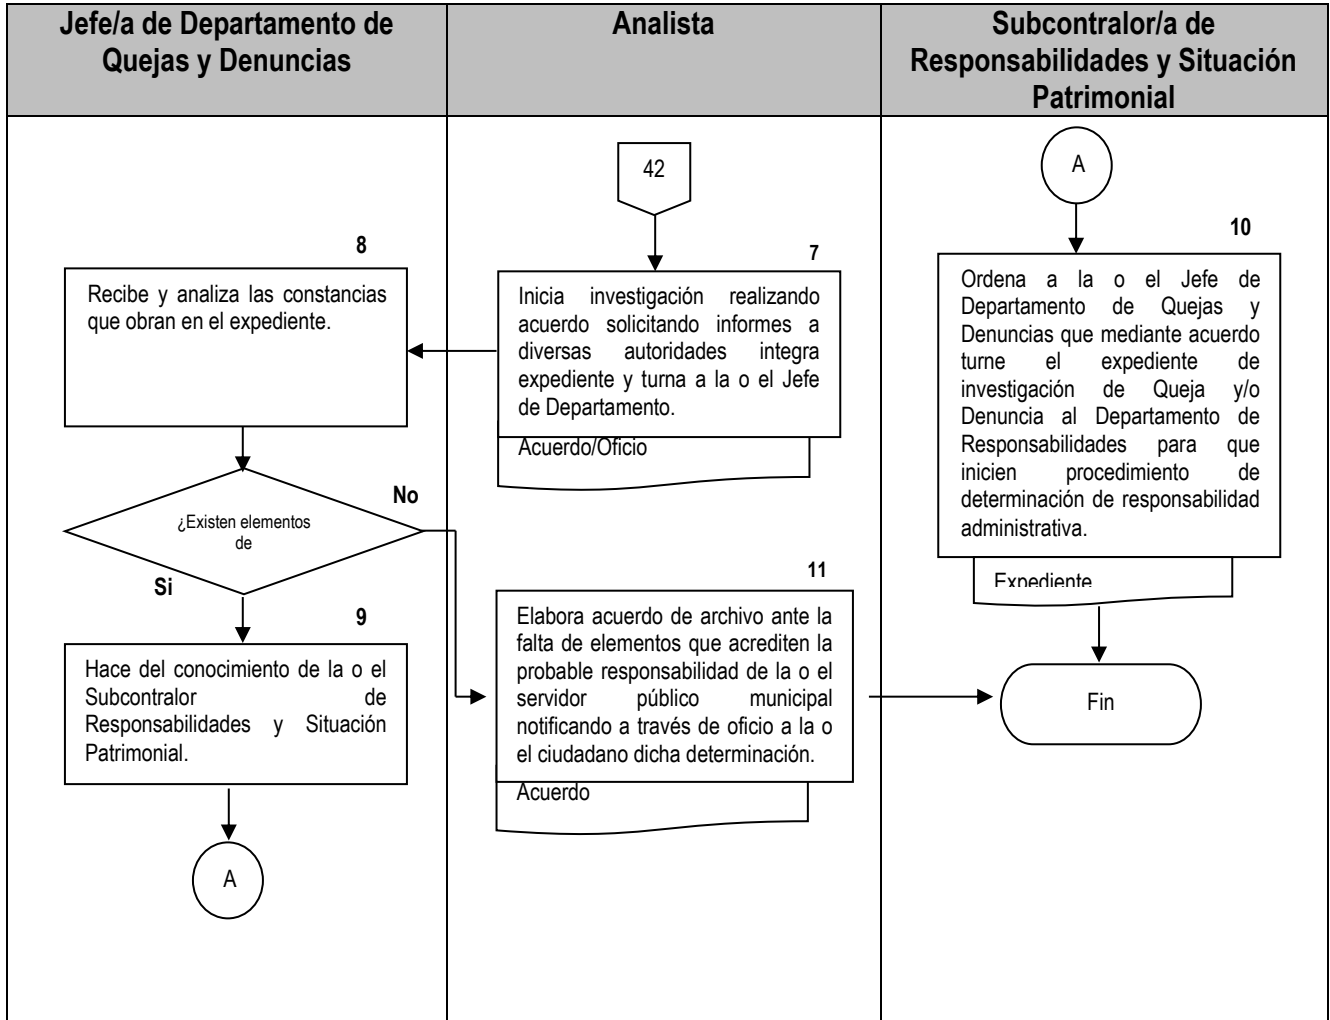 Jefe/a de Departamento de
Quejas y Denuncias
Analista
Subcontralor/a de
Responsabilidades y Situación
Patrimonial
42
7
Inicia investigación realizando
acuerdo solicitando informes a
diversas autoridades integra
expediente y turna a la o el Jefe
de Departamento.
Acuerdo/Oficio
8
Recibe y analiza las constancias
que obran en el expediente.
¿Existen elementos
de
No
Si
9
Hace del conocimiento de la o el
Subcontralor de
Responsabilidades y Situación
Patrimonial.
A
A
10
Ordena a la o el Jefe de
Departamento de Quejas y
Denuncias que mediante acuerdo
turne el expediente de
investigación de Queja y/o
Denuncia al Departamento de
Responsabilidades para que
inicien procedimiento de
determinación de responsabilidad
administrativa.
Expediente
11
Elabora acuerdo de archivo ante la
falta de elementos que acrediten la
probable responsabilidad de la o el
servidor público municipal
notificando a través de oficio a la o
el ciudadano dicha determinación.
Acuerdo
Fin